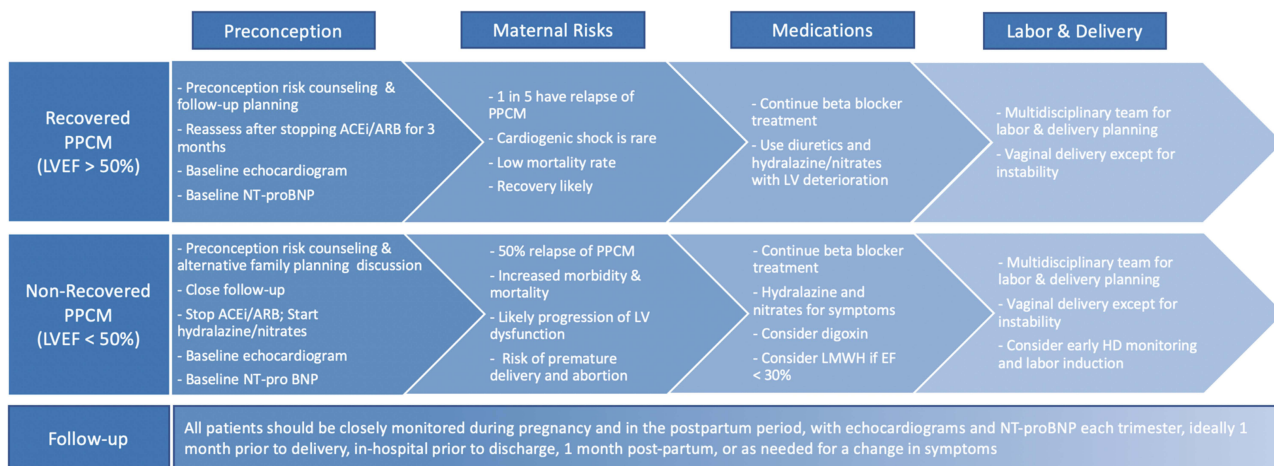 Preconception
Maternal Risks
Medications
Labor & Delivery
Recovered
PPCM
(LVEF > 50%)
- Preconception risk counseling &
follow-up planning
- Reassess after stopping ACEi/ARB for 3
months
- Baseline echocardiogram
- Baseline NT-proBNP
- 1 in 5 have relapse of
PPCM
- Cardiogenic shock is rare
- Low mortality rate
- Recovery likely
- Continue beta blocker
treatment
- Use diuretics and
hydralazine/nitrates
with LV deterioration
- Multidisciplinary team for
labor & delivery planning
- Vaginal delivery except for
instability
Non-Recovered
PPCM
(LVEF < 50%)
- Preconception risk counseling &
alternative family planning discussion
- Close follow-up
- Stop ACEi/ARB; Start
hydralazine/nitrates
- Baseline echocardiogram
- Baseline NT-pro BNP
- 50% relapse of PPCM
- Increased morbidity &
mortality
- Likely progression of LV
dysfunction
- Risk of premature
delivery and abortion
- Continue beta blocker
treatment
- Hydralazine and
nitrates for symptoms
- Consider digoxin
- Consider LMWH if EF
< 30%
- Multidisciplinary team for
labor & delivery planning
- Vaginal delivery except for
instability
- Consider early HD monitoring
and labor induction
Follow-up
All patients should be closely monitored during pregnancy and in the postpartum period, with echocardiograms and NT-proBNP each trimester, ideally 1
month prior to delivery, in-hospital prior to discharge, 1 month post-partum, or as needed for a change in symptoms